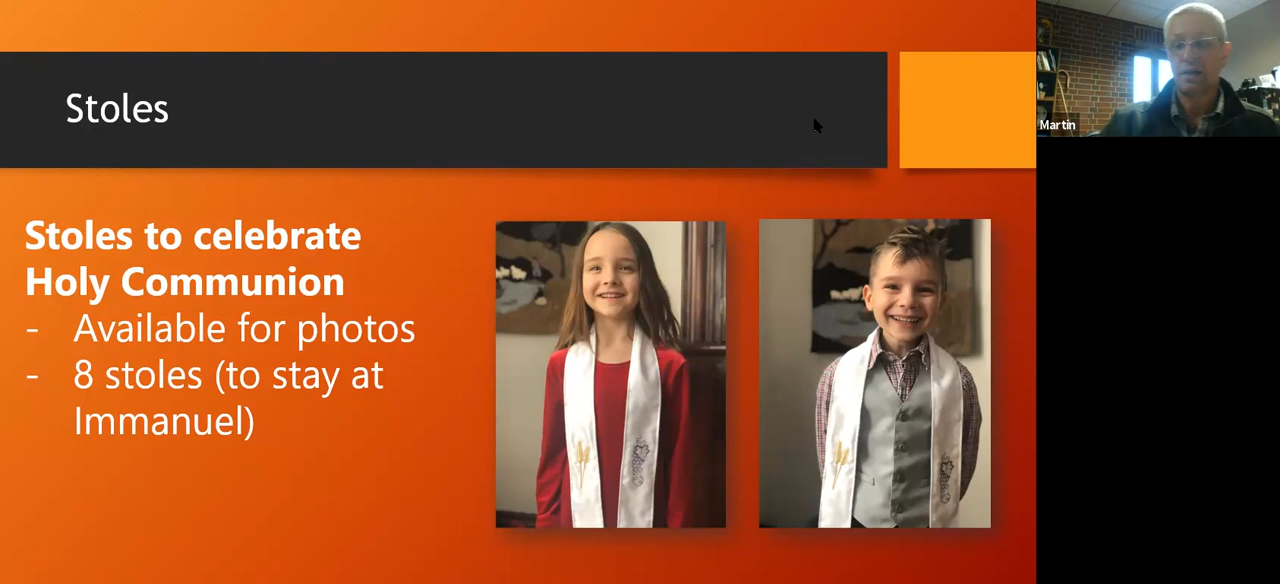 Stoles
Stoles to celebrate
Holy Communion
- Available for photos
- 8 stoles (to stay at
Immanuel)
Martin